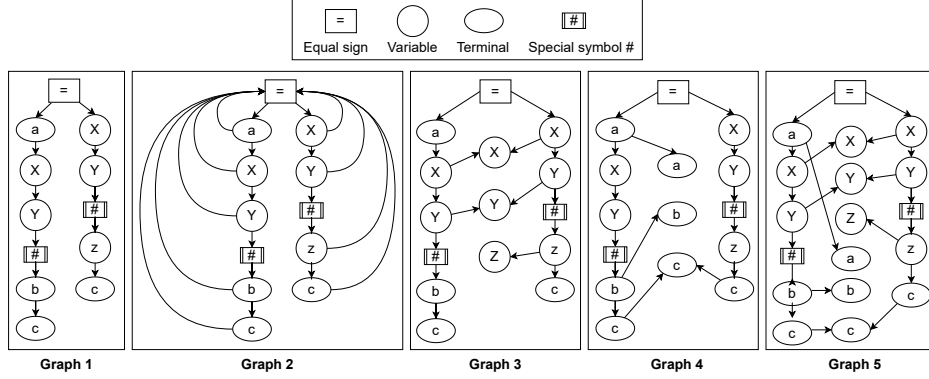 = #
Equal sign Variable Terminal Special symbol #
= = = = =
a X a X a X X a X a X X
X Y X Y X Y X Y a X Y Y
Y # Y # Y Y # Y b # Y Z #
# z # z # Z z # c z # a z
b c b c b c b c b b c
c c c c c c
Graph 1 Graph 2 Graph 3 Graph 4 Graph 5